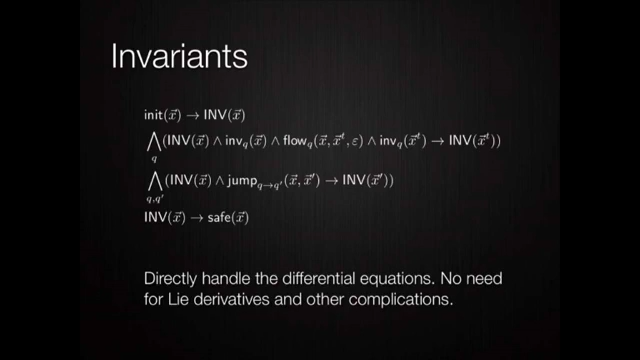 Invariants
init(x⃗) → INV(x⃗)
⋀_q (INV(x⃗) ∧ inv_q(x⃗) ∧ flow_q(x⃗, x⃗^t, ε) ∧ inv_q(x⃗^t) → INV(x⃗^t))
⋀_{q,q′} (INV(x⃗) ∧ jump_{q→q′}(x⃗, x⃗′) → INV(x⃗′))
INV(x⃗) → safe(x⃗)
Directly handle the differential equations. No need
for Lie derivatives and other complications.